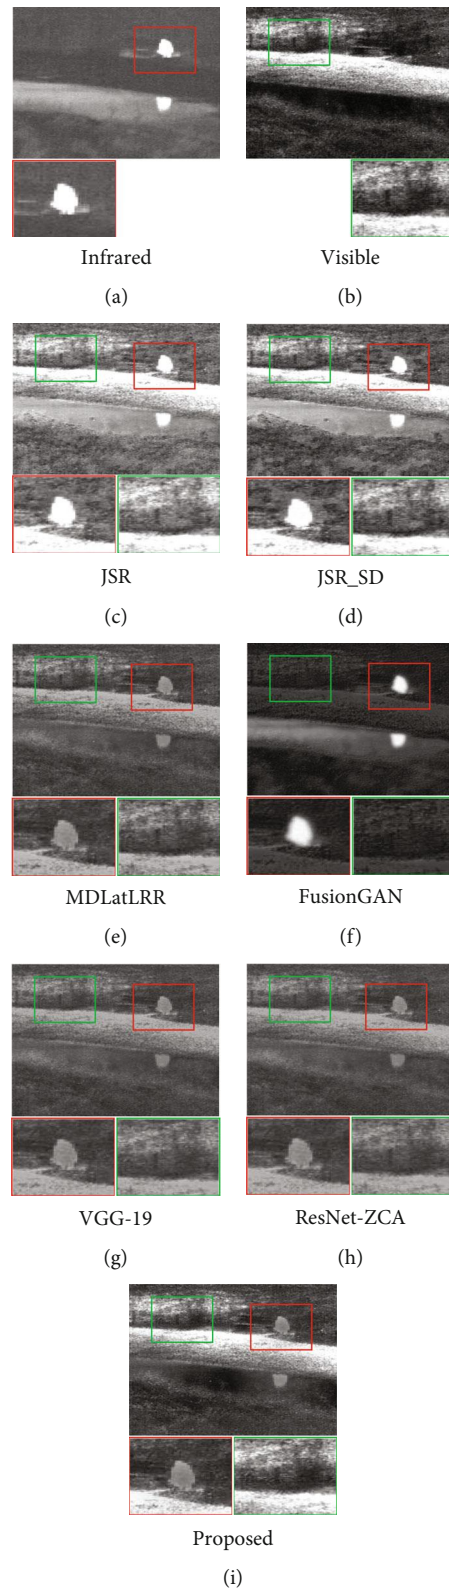 Infrared
Visible
(a)
(b)
JSR
JSR_SD
(c)
(d)
MDLatLRR
FusionGAN
(e)
(f)
VGG-19
ResNet-ZCA
(g)
(h)
Proposed
(i)